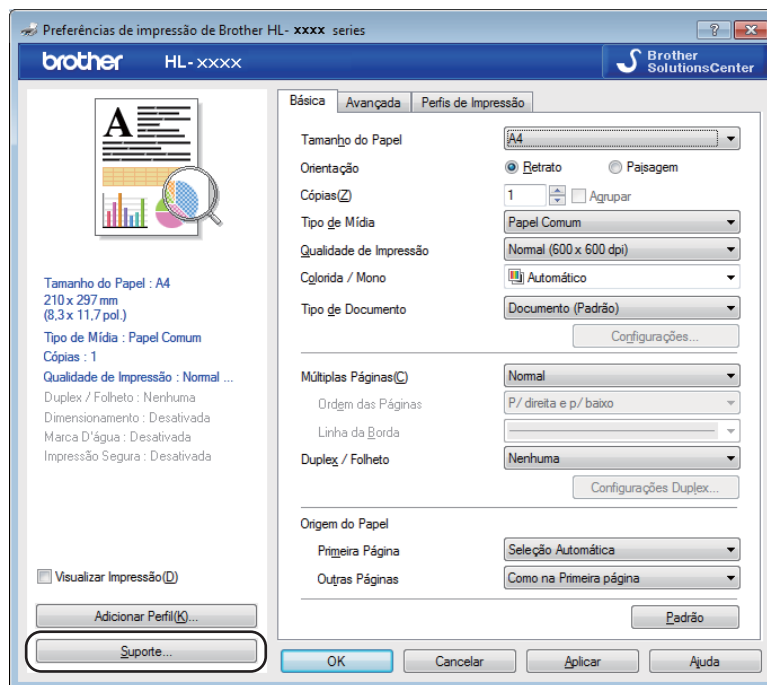 Preferências de impressão de Brother HL- xxxx series
brother HL-xxxx
Brother
SolutionsCenter
A
Tamanho do Papel : A4
210 x 297 mm
(8,3 x 11,7 pol.)
Tipo de Mídia : Papel Comum
Cópias : 1
Qualidade de Impressão : Normal ...
Duplex / Folheto : Nenhuma
Dimensionamento : Desativada
Marca D'água : Desativada
Impressão Segura : Desativada
Visualizar Impressão(D)
Adicionar Perfil(K)...
Suporte...
Básica Avançada Perfis de Impressão
Tamanho do Papel A4
Orientação Retrato Paisagem
Cópias(Z) 1 Agrupar
Tipo de Mídia Papel Comum
Qualidade de Impressão Normal (600 x 600 dpi)
Colorida / Mono Automático
Tipo de Documento Documento (Padrão)
Configurações...
Múltiplas Páginas(C) Normal
Ordem das Páginas P/ direita e p/ baixo
Linha da Borda
Duplex / Folheto Nenhuma
Configurações Duplex...
Origem do Papel
Primeira Página Seleção Automática
Outras Páginas Como na Primeira página
Padrão
OK Cancelar Aplicar Ajuda